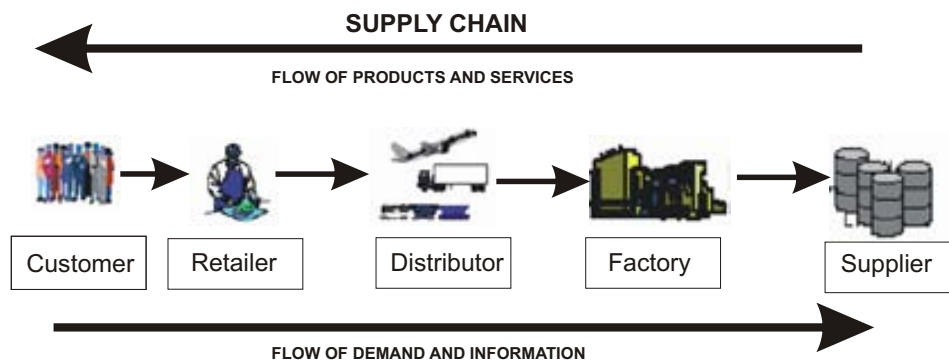 SUPPLY CHAIN
FLOW OF PRODUCTS AND SERVICES
Customer
Retailer
Distributor
Factory
Supplier
FLOW OF DEMAND AND INFORMATION